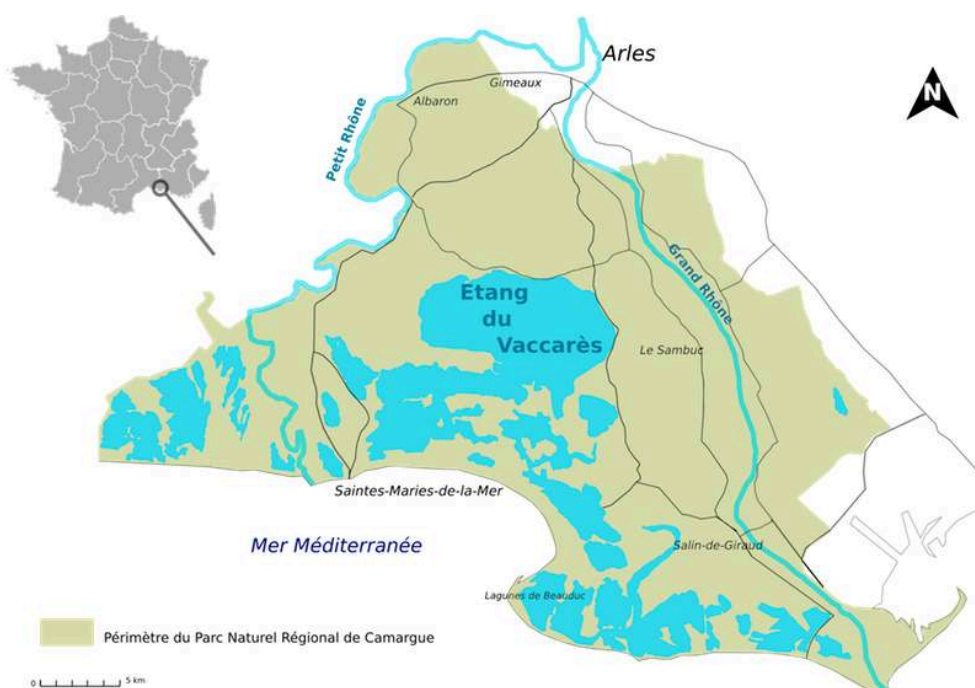 Arles
Gimeaux
Albaron
N
Petit Rhône
Grand Rhône
Etang
du
Vaccarès
Le Sambuc
Saintes-Maries-de-la-Mer
Mer Méditerranée
Salin-de-Giraud
Lagunes de Beauduc
Périmètre du Parc Naturel Régional de Camargue
0 5 km